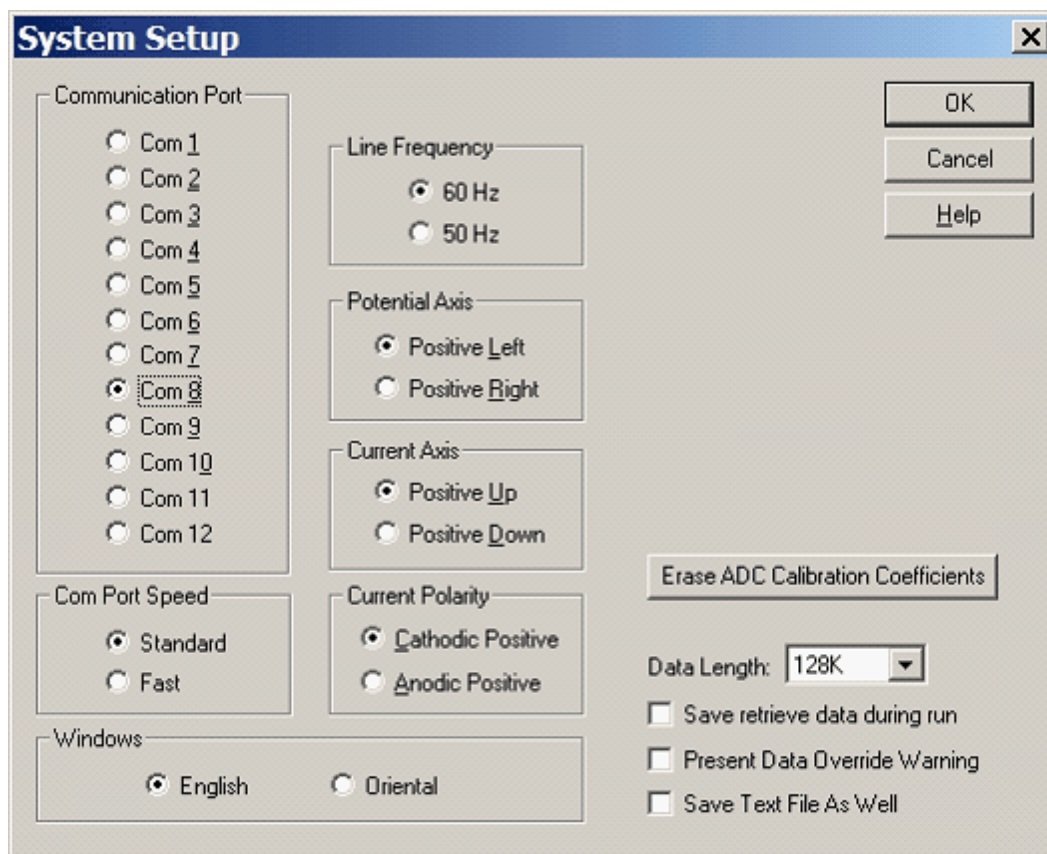 System Setup
Communication Port
Com 1
Com 2
Com 3
Com 4
Com 5
Com 6
Com 7
Com 8
Com 9
Com 10
Com 11
Com 12
Com Port Speed
Standard
Fast
Windows
English
Oriental
Line Frequency
60 Hz
50 Hz
Potential Axis
Positive Left
Positive Right
Current Axis
Positive Up
Positive Down
Current Polarity
Cathodic Positive
Anodic Positive
OK
Cancel
Help
Erase ADC Calibration Coefficients
Data Length: 128K
Save retrieve data during run
Present Data Override Warning
Save Text File As Well